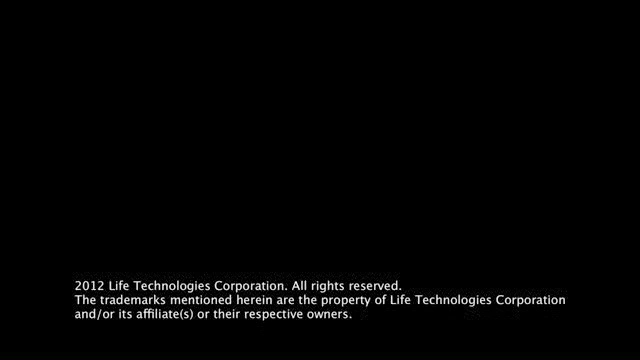 2012 Life Technologies Corporation. All rights reserved.
The trademarks mentioned herein are the property of Life Technologies Corporation
and/or its affiliate(s) or their respective owners.